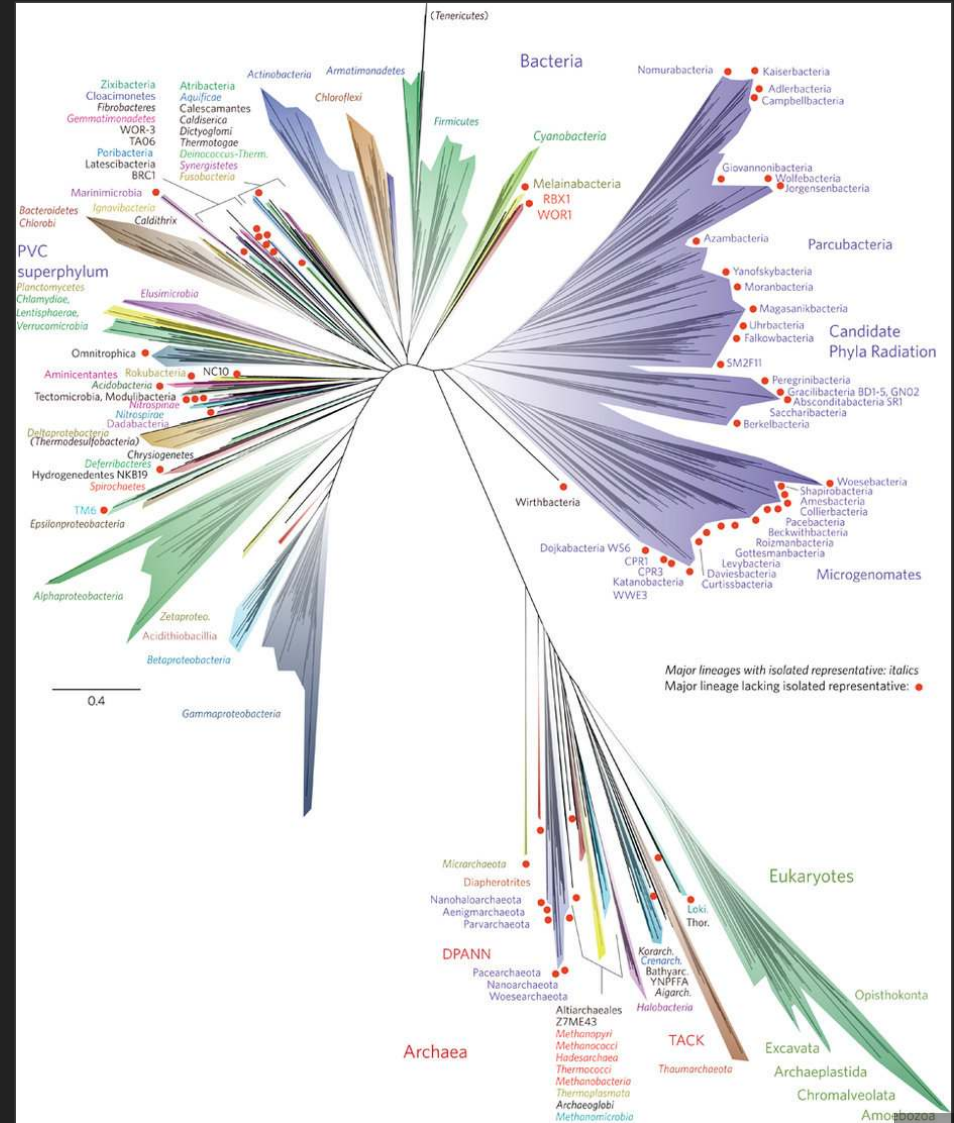 (Tenericutes)
Bacteria
Zixibacteria
Cloacimonetes
Fibrobacteres
Gemmatimonadetes
WOR-3
TA06
Poribacteria
Latescibacteria
BRC1
Atribacteria
Aquificae
Calescamantes
Caldiserica
Dictyoglomi
Thermotogae
Deinococcus-Therm.
Synergistetes
Fusobacteria
Actinobacteria
Armatimonadetes
Chloroflexi
Firmicutes
Cyanobacteria
Melainabacteria
RBX1
WOR1
Nomurabacteria
Kaiserbacteria
Adlerbacteria
Campbellbacteria
Giovannonibacteria
Wolfebacteria
Jorgensenbacteria
Azambacteria
Parcubacteria
Yanofskybacteria
Moranbacteria
Magasanikbacteria
Uhrbacteria
Falkowbacteria
Candidate
Phyla Radiation
SM2F11
Peregrinibacteria
Gracilibacteria BD1-5, GN02
Absconditabacteria SR1
Saccharibacteria
Berkelbacteria
Marinimicrobia
Bacteroidetes
Chlorobi
Ignavibacteria
Caldithrix
PVC
superphylum
Planctomycetes
Chlamydiae,
Lentisphaerae,
Verrucomicrobia
Elusimicrobia
Omnitrophica
Aminicentantes
Rokubacteria
NC10
Acidobacteria
Tectomicrobia, Modulibacteria
Nitrospinae
Nitrospirae
Dadabacteria
Deltaprotebacteria
(Thermodesulfobacteria)
Chrysiogenetes
Deferribacteres
Hydrogenedentes NKB19
Spirochaetes
TM6
Epsilonproteobacteria
Alphaproteobacteria
Zetaproteo.
Acidithiobacillia
Betaproteobacteria
0.4
Gammaproteobacteria
Wirthbacteria
Woesebacteria
Shapirobacteria
Amesbacteria
Collierbacteria
Pacebacteria
Beckwithbacteria
Roizmanbacteria
Gottesmanbacteria
Levybacteria
Daviesbacteria
Curtissbacteria
Dojkabacteria WS6
CPR1
CPR3
Katanobacteria
WWE3
Microgenomates
Major lineages with isolated representative: italics
Major lineage lacking isolated representative:
Micrarchaeota
Diapherotrites
Nanohaloarchaeota
Aenigmarchaeota
Parvarchaeota
DPANN
Pacearchaeota
Nanoarchaeota
Woesearchaeota
Archaea
Altiarchaeales
Z7ME43
Methanopyri
Methanococci
Hadesarchaea
Thermococci
Methanobacteria
Thermoplasmata
Archaeoglobi
Methanomicrobia
Halobacteria
Korarch.
Crenarch.
Bathyarc.
YNPFFA
Aigarch.
Loki.
Thor.
TACK
Thaumarchaeota
Eukaryotes
Opisthokonta
Excavata
Archaeplastida
Chromalveolata
Amoebozoa